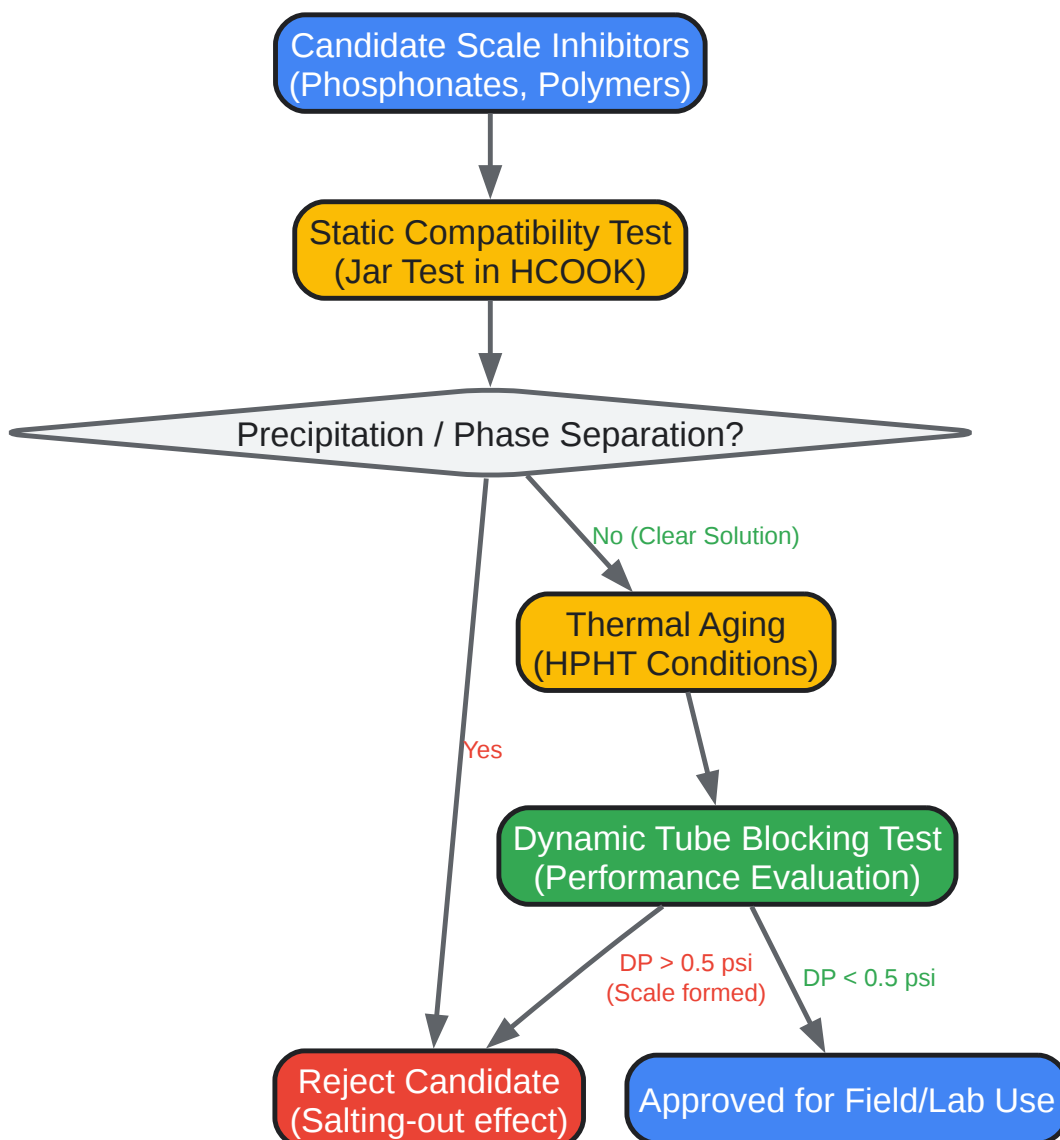 Candidate Scale Inhibitors
(Phosphonates, Polymers)
Static Compatibility Test
(Jar Test in HCOOK)
Precipitation / Phase Separation?
No (Clear Solution)
Thermal Aging
(HPHT Conditions)
Yes
Dynamic Tube Blocking Test
(Performance Evaluation)
DP > 0.5 psi
(Scale formed)
DP < 0.5 psi
Reject Candidate
(Salting-out effect)
Approved for Field/Lab Use